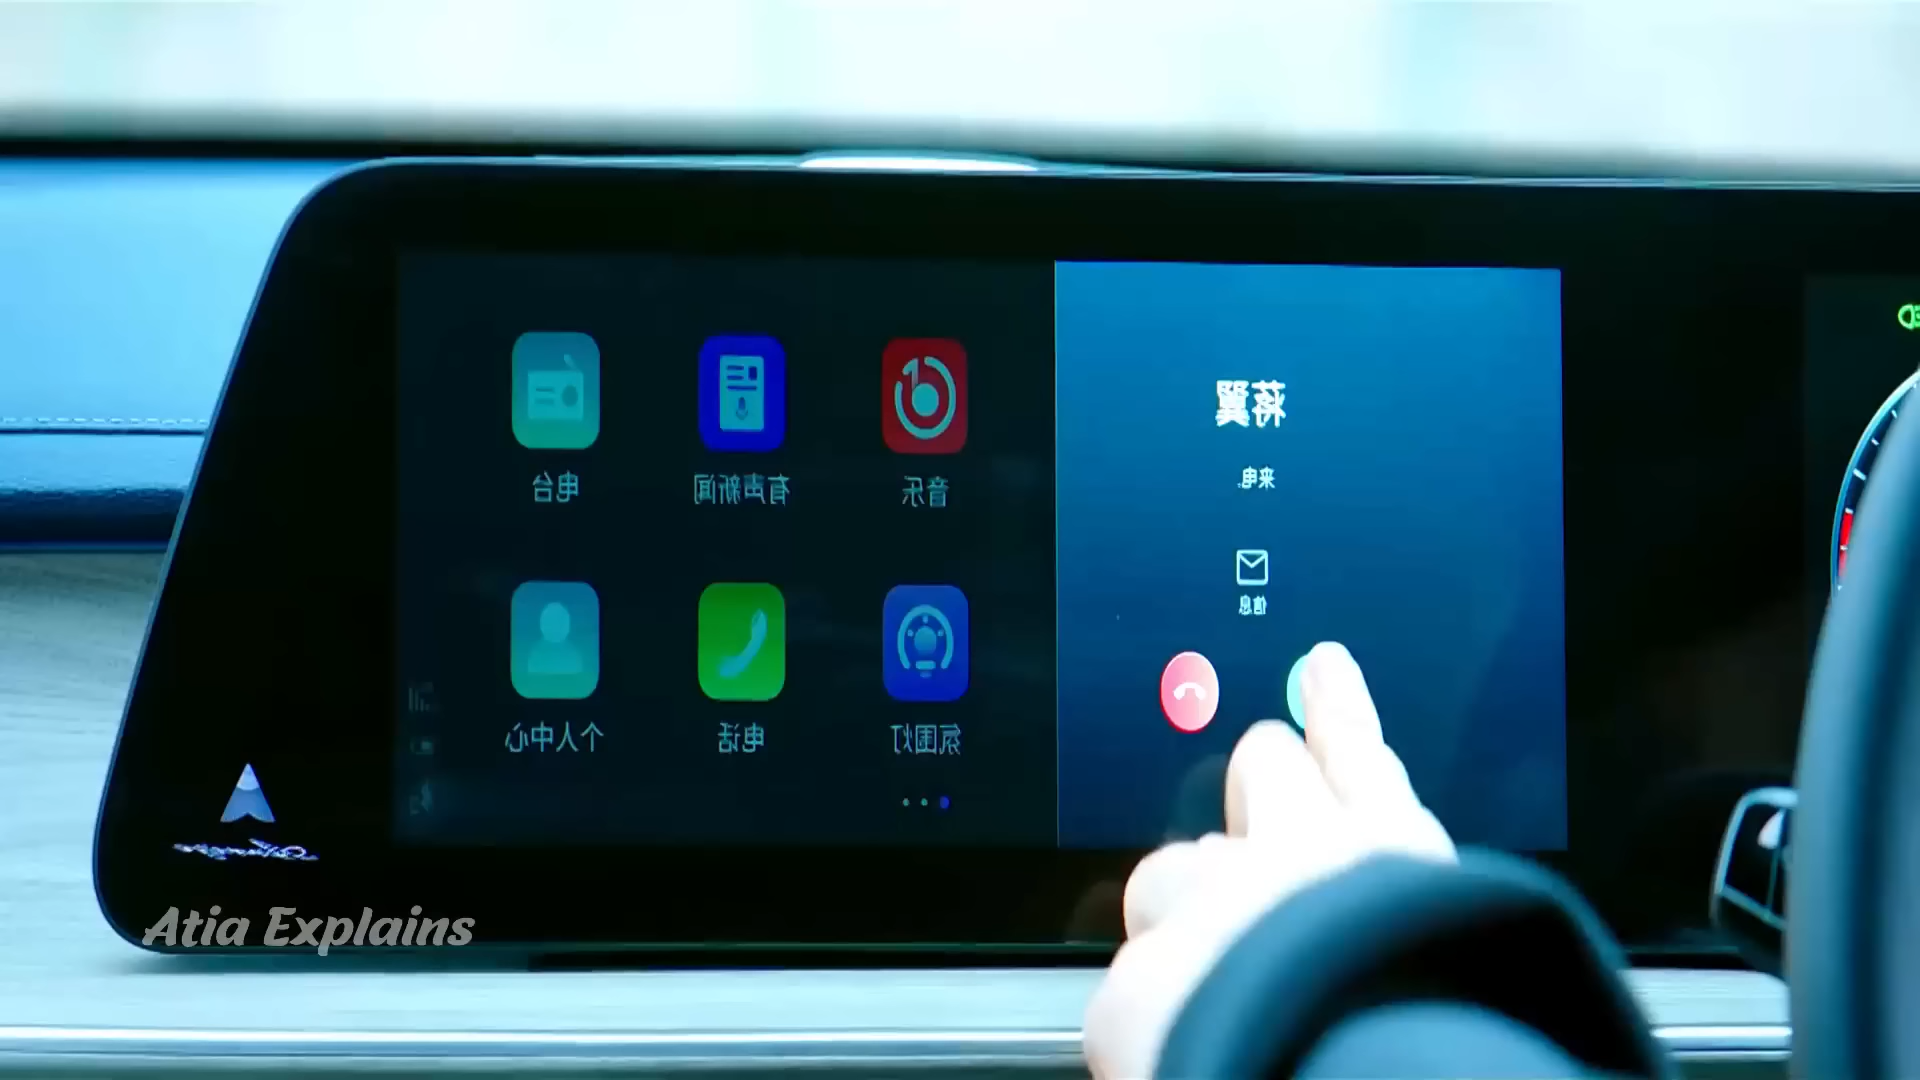 电台
有声新闻
音乐
个人中心
电话
氛围灯
蒋翼
来电
信息
Atia Explains